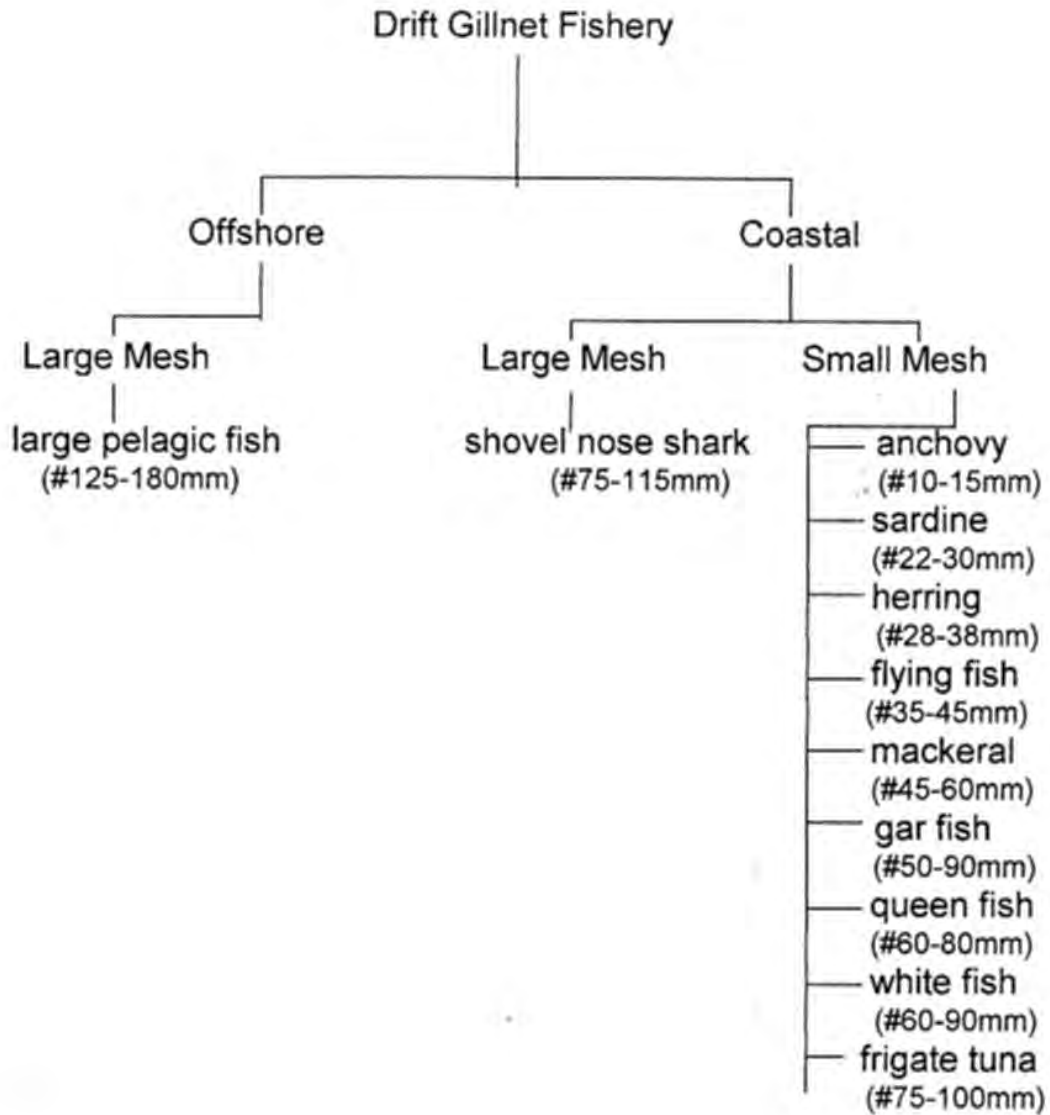 Drift Gillnet Fishery
Offshore
Coastal
Large Mesh
Large Mesh
Small Mesh
large pelagic fish
(#125-180mm)
shovel nose shark
(#75-115mm)
anchovy
(#10-15mm)
sardine
(#22-30mm)
herring
(#28-38mm)
flying fish
(#35-45mm)
mackeral
(#45-60mm)
gar fish
(#50-90mm)
queen fish
(#60-80mm)
white fish
(#60-90mm)
frigate tuna
(#75-100mm)